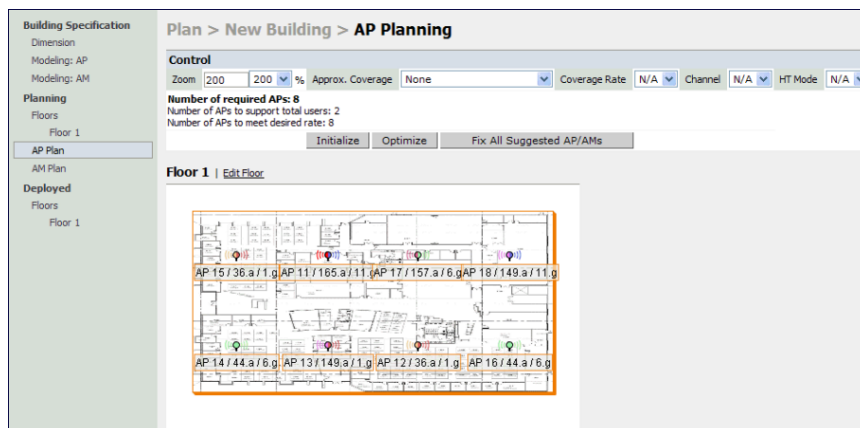 Building Specification
Dimension
Modeling: AP
Modeling: AM
Planning
Floors
Floor 1
AP Plan
AM Plan
Deployed
Floors
Floor 1
Plan > New Building > AP Planning
Control
Zoom 200 200 % Approx. Coverage None Coverage Rate N/A Channel N/A HT Mode N/A
Number of required APs: 8
Number of APs to support total users: 2
Number of APs to meet desired rate: 8
Initialize Optimize Fix All Suggested AP/AMs
Floor 1 | Edit Floor
AP 15 / 36.a / 1.g AP 11 / 165.a / 11.g AP 17 / 157.a / 6.g AP 18 / 149.a / 11.g
AP 14 / 44.a / 6.g AP 13 / 149.a / 1.g AP 12 / 36.a / 1.g AP 16 / 44.a / 6.g